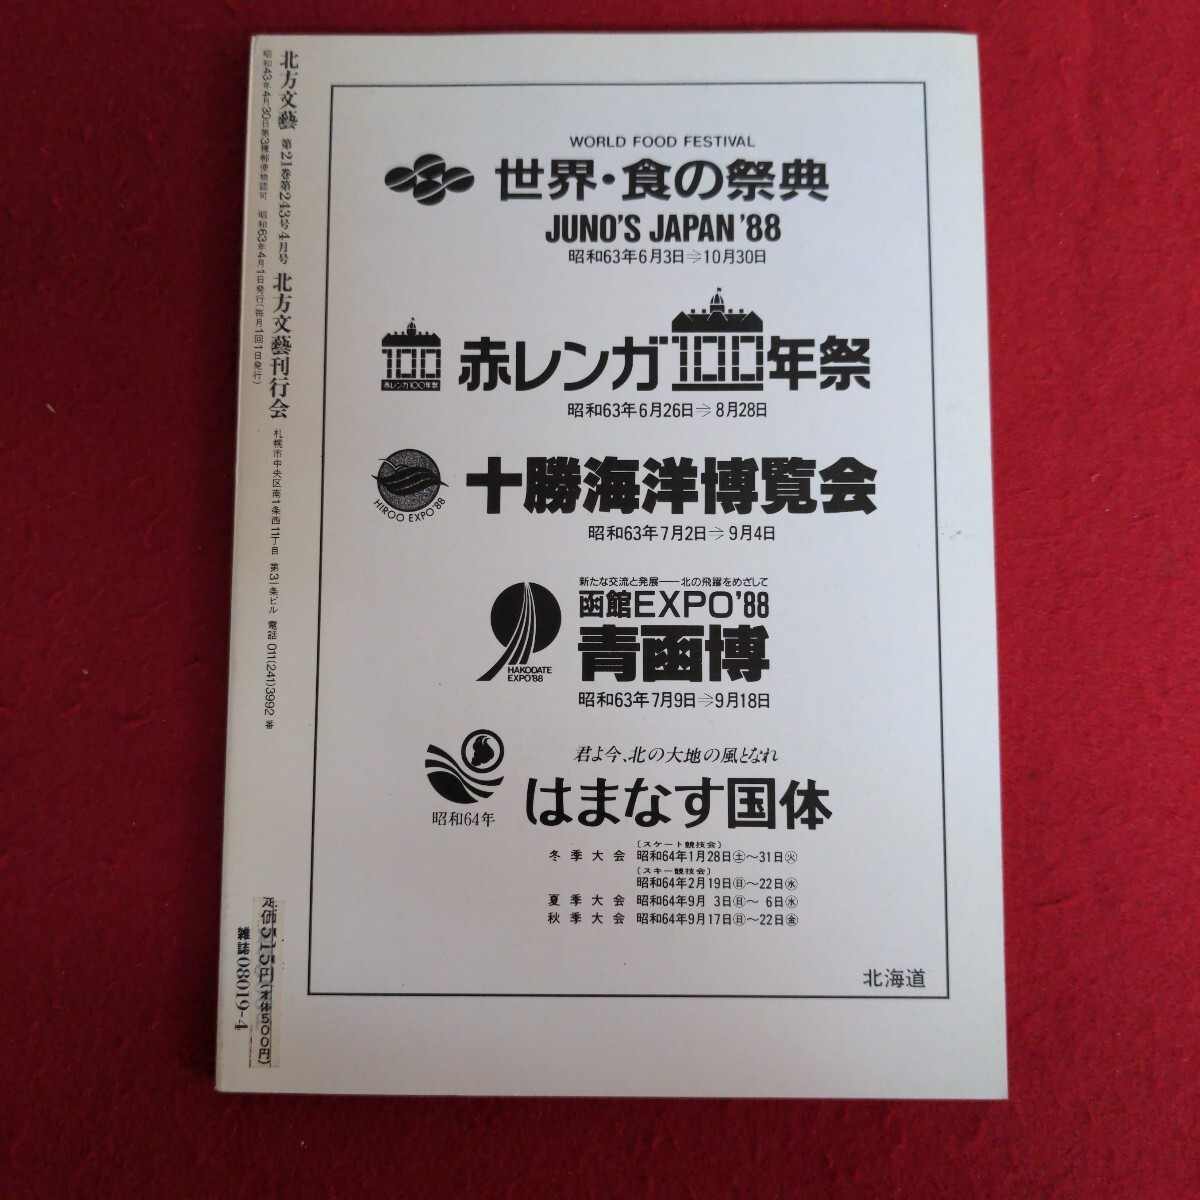 WORLD FOOD FESTIVAL
世界・食の祭典
JUNO'S JAPAN '88
昭和63年6月3日⇒10月30日
100
赤レンガ100年祭
赤レンガ100年祭
昭和63年6月26日⇒8月28日
HIROO EXPO'88
十勝海洋博覧会
昭和63年7月2日⇒9月4日
新たな交流と発展——北の飛躍をめざして
函館EXPO'88
青函博
HAKODATE
EXPO'88
昭和63年7月9日⇒9月18日
君よ今、北の大地の風となれ
はまなす国体
昭和64年
〔スケート競技会〕
冬季大会 昭和64年1月28日㊏〜31日㊋
〔スキー競技会〕
昭和64年2月19日㊐〜22日㊌
夏季大会 昭和64年9月3日㊐〜6日㊌
秋季大会 昭和64年9月17日㊐〜22日㊎
北海道
北方文藝 第21巻第243号4月号 北方文藝刊行会 札幌市中央区南1条西11丁目 第31条ビル 電話 011(241)3992番
昭和43年4月30日第3種郵便物認可 昭和63年4月1日発行(毎月1回1日発行)
定価515円(本体500円)
雑誌08019-4